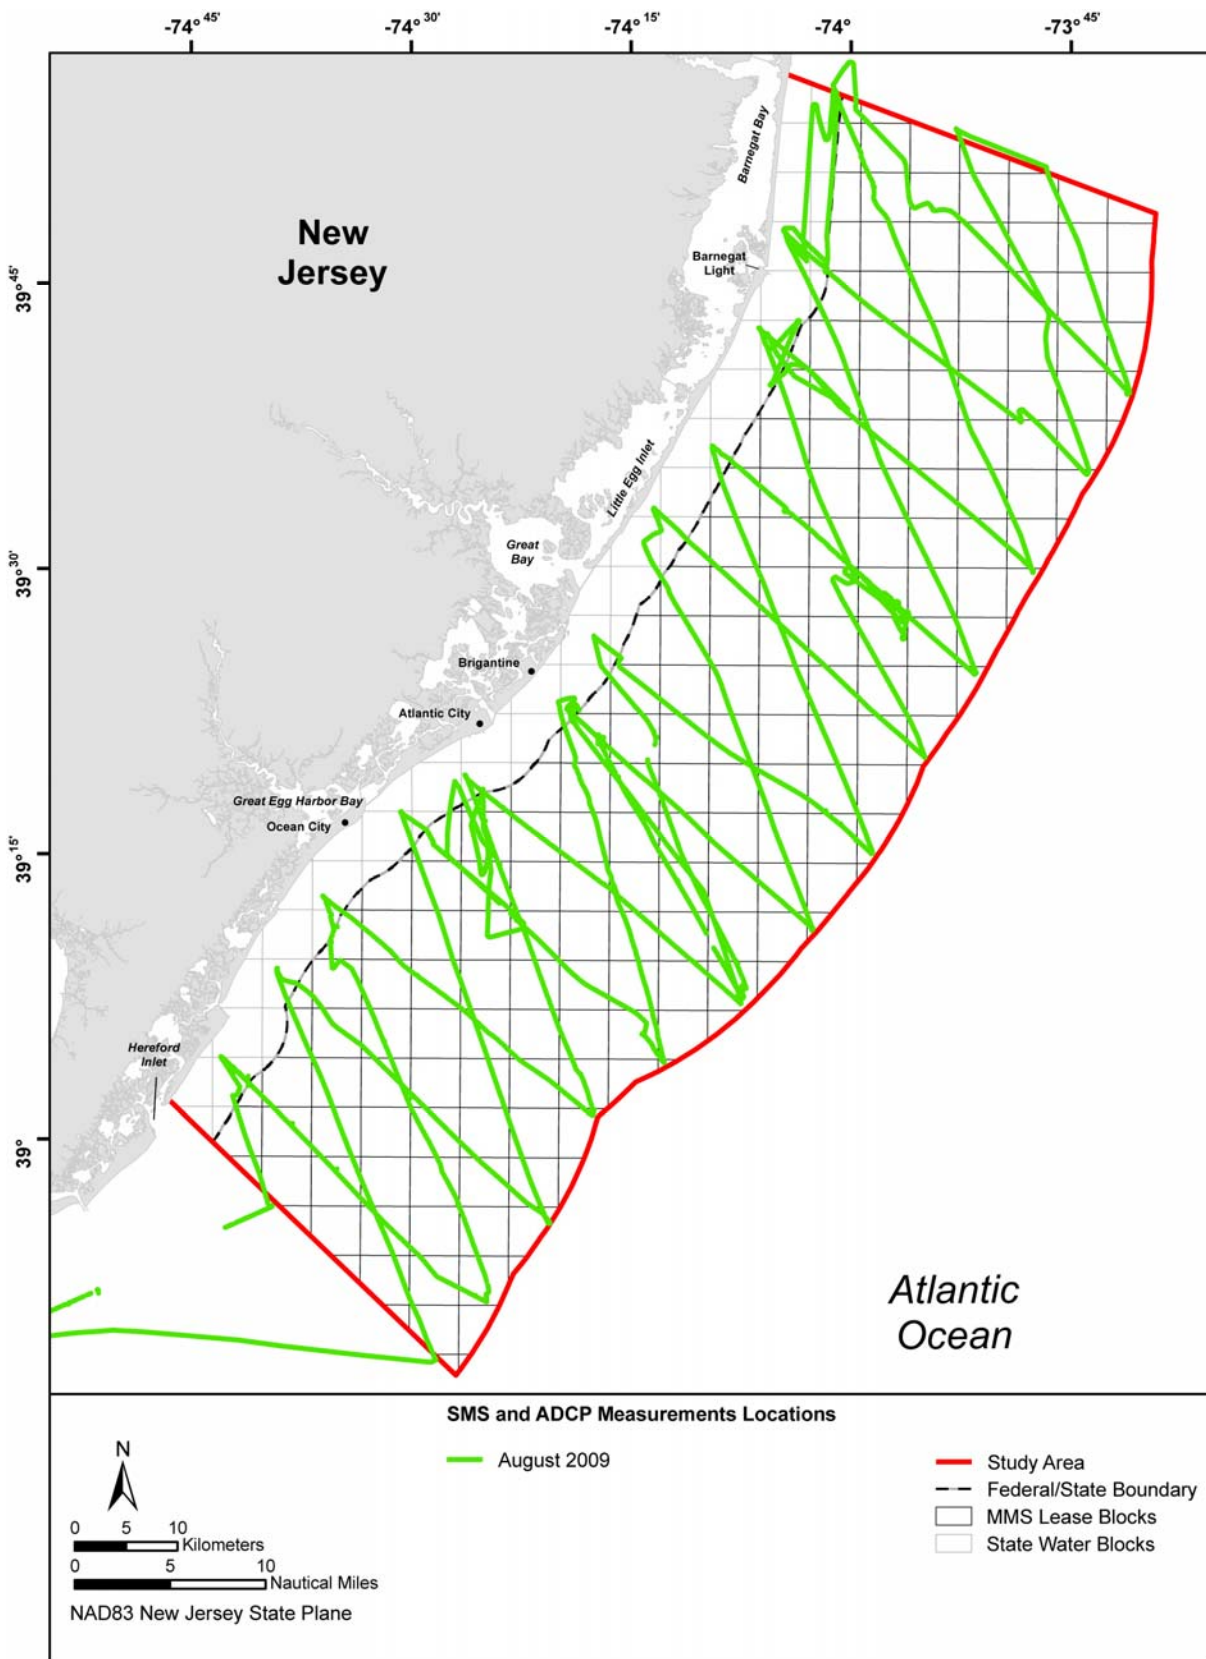 -74° 45'
-74° 30'
-74° 15'
-74°
-73° 45'
39° 45'
39° 30'
39° 15'
39°
New
Jersey
Barnegat Bay
Barnegat
Light
Little Egg Inlet
Great
Bay
Brigantine
Atlantic City
Great Egg Harbor Bay
Ocean City
Hereford
Inlet
Atlantic
Ocean
SMS and ADCP Measurements Locations
August 2009
Study Area
Federal/State Boundary
MMS Lease Blocks
State Water Blocks
N
0 5 10
Kilometers
0 5 10
Nautical Miles
NAD83 New Jersey State Plane